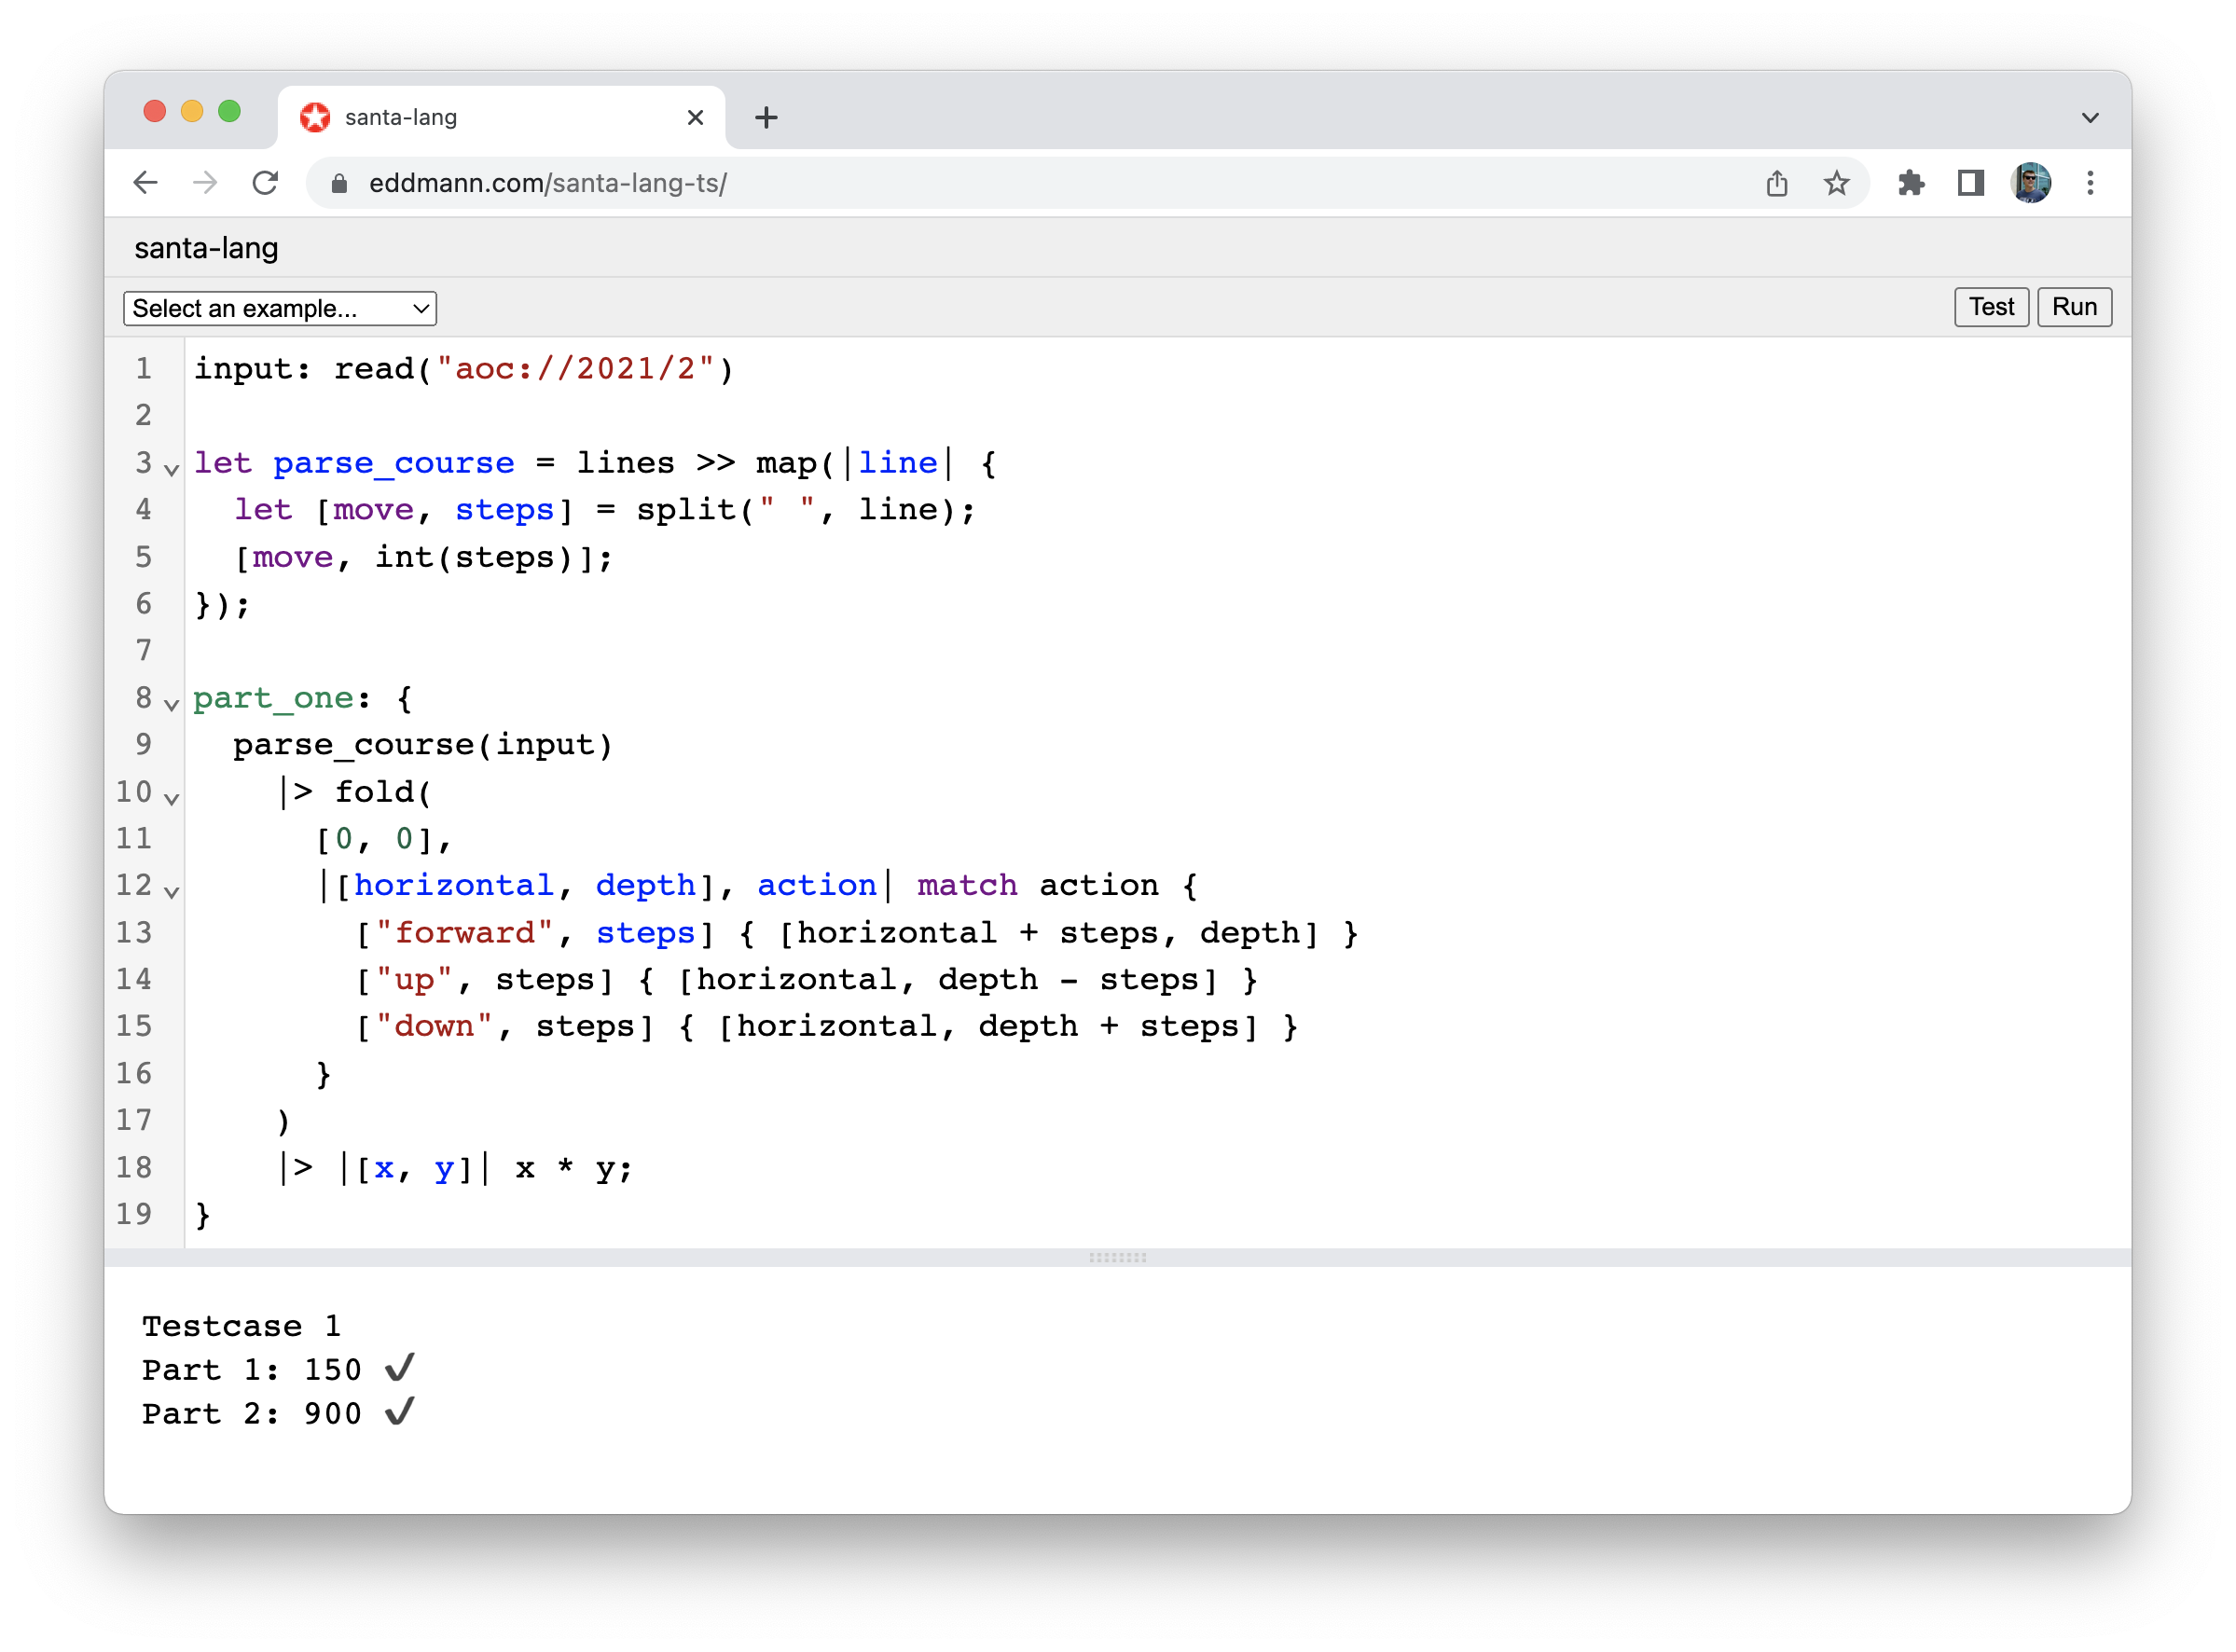 santa-lang
eddmann.com/santa-lang-ts/
santa-lang
Select an example...
Test Run
1 input: read("aoc://2021/2")
2
3 let parse_course = lines >> map(|line| {
4   let [move, steps] = split(" ", line);
5   [move, int(steps)];
6 });
7
8 part_one: {
9   parse_course(input)
10     |> fold(
11       [0, 0],
12       |[horizontal, depth], action| match action {
13         ["forward", steps] { [horizontal + steps, depth] }
14         ["up", steps] { [horizontal, depth - steps] }
15         ["down", steps] { [horizontal, depth + steps] }
16       }
17     )
18     |> |[x, y]| x * y;
19 }
Testcase 1
Part 1: 150 ✓
Part 2: 900 ✓